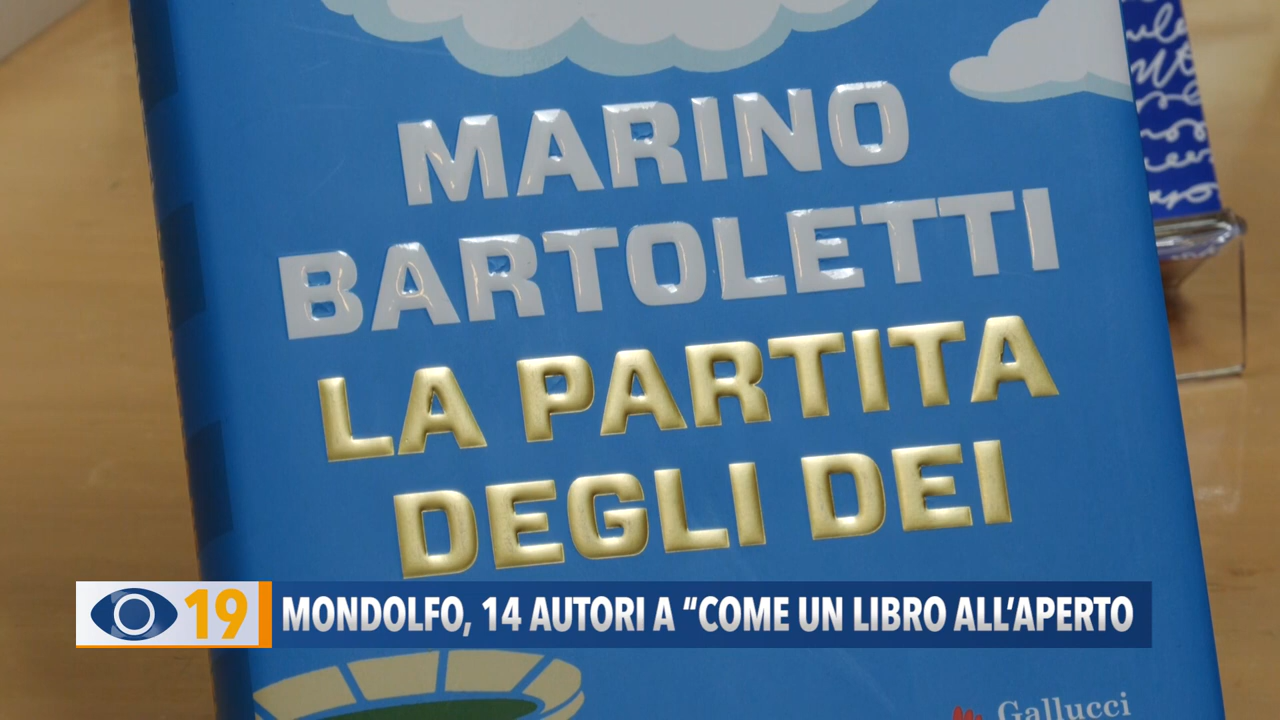 MARINO
BARTOLETTI
LA PARTITA
DEGLI DEI
19 MONDOLFO, 14 AUTORI A “COME UN LIBRO ALL’APERTO
Gallucci